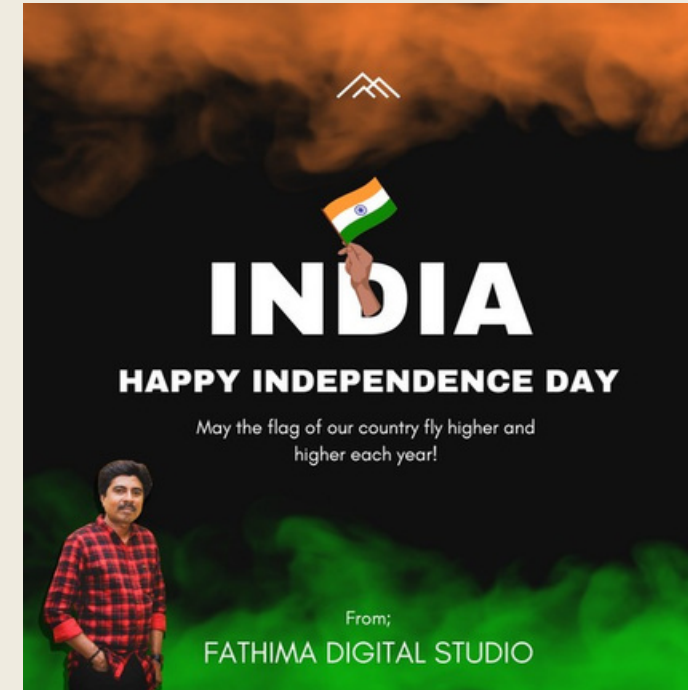 INDIA
HAPPY INDEPENDENCE DAY
May the flag of our country fly higher and
higher each year!
From;
FATHIMA DIGITAL STUDIO